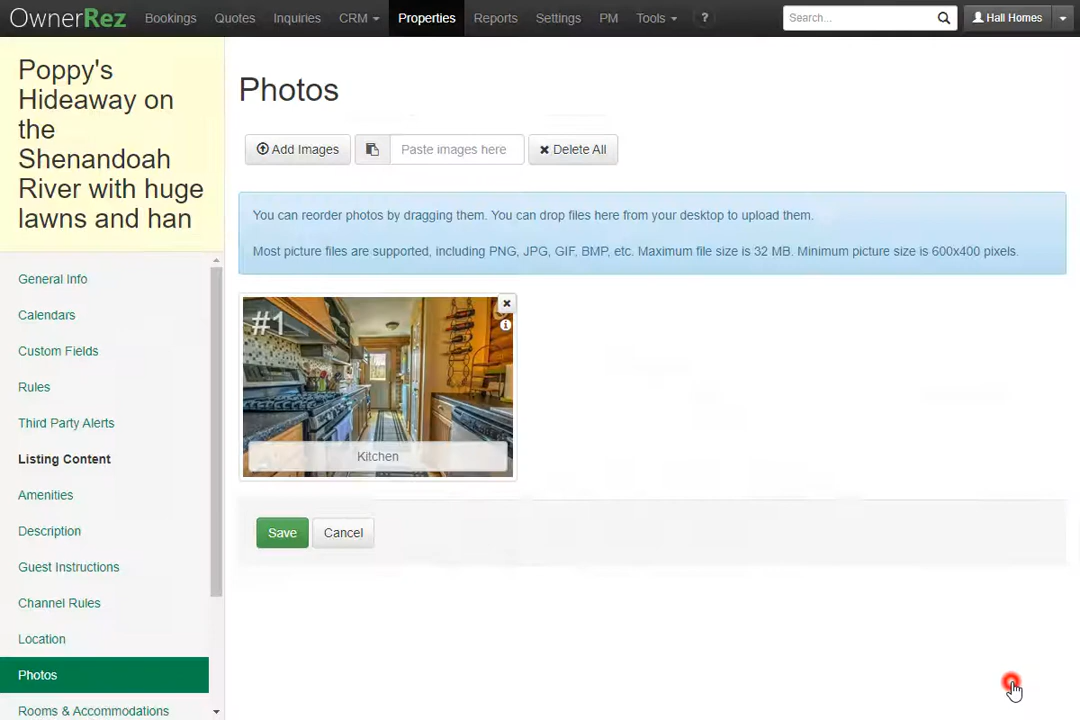 OwnerRez Bookings Quotes Inquiries CRM Properties Reports Settings PM Tools ? Search... Hall Homes
Poppy's
Hideaway on
the
Shenandoah
River with huge
lawns and han
General Info
Calendars
Custom Fields
Rules
Third Party Alerts
Listing Content
Amenities
Description
Guest Instructions
Channel Rules
Location
Photos
Rooms & Accommodations
Photos
Add Images Paste images here Delete All
You can reorder photos by dragging them. You can drop files here from your desktop to upload them.
Most picture files are supported, including PNG, JPG, GIF, BMP, etc. Maximum file size is 32 MB. Minimum picture size is 600x400 pixels.
#1
Kitchen
Save Cancel